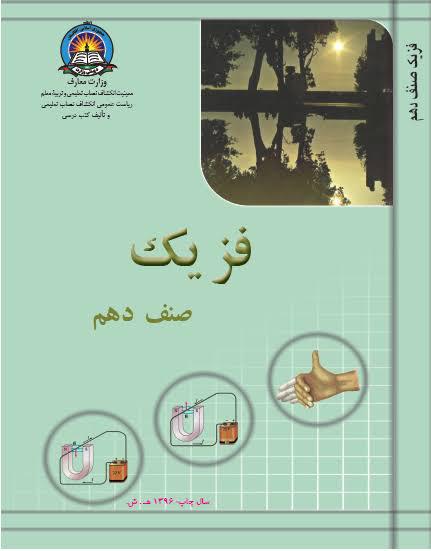 وزارت معارف
معینیت انکشاف نصاب تعلیمی و تربیهٔ معلم
ریاست عمومی انکشاف نصاب تعلیمی
و تألیف کتب درسی
فزیک
صنف دهم
سال چاپ: ۱۳۹۶ هـ . ش.
فزیک صنف دهم